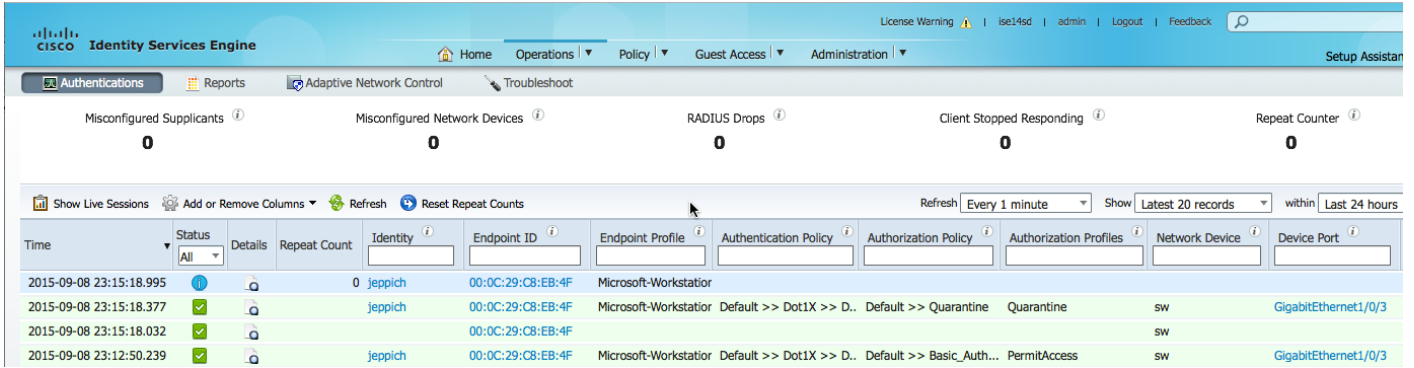 License Warning | ise14sd | admin | Logout | Feedback
CISCO Identity Services Engine
Home Operations | ▼ Policy | ▼ Guest Access | ▼ Administration | ▼ Setup Assistan
Authentications Reports Adaptive Network Control Troubleshoot
Misconfigured Supplicants Misconfigured Network Devices RADIUS Drops Client Stopped Responding Repeat Counter
0 0 0 0 0
Show Live Sessions Add or Remove Columns ▼ Refresh Reset Repeat Counts Refresh Every 1 minute Show Latest 20 records within Last 24 hours
Time Status Details Repeat Count Identity Endpoint ID Endpoint Profile Authentication Policy Authorization Policy Authorization Profiles Network Device Device Port
All
2015-09-08 23:15:18.995 0 jeppich 00:0C:29:C8:EB:4F Microsoft-Workstation
2015-09-08 23:15:18.377 jeppich 00:0C:29:C8:EB:4F Microsoft-Workstation Default >> Dot1X >> D.. Default >> Quarantine Quarantine sw GigabitEthernet1/0/3
2015-09-08 23:15:18.032 00:0C:29:C8:EB:4F sw
2015-09-08 23:12:50.239 jeppich 00:0C:29:C8:EB:4F Microsoft-Workstation Default >> Dot1X >> D.. Default >> Basic_Auth... PermitAccess sw GigabitEthernet1/0/3